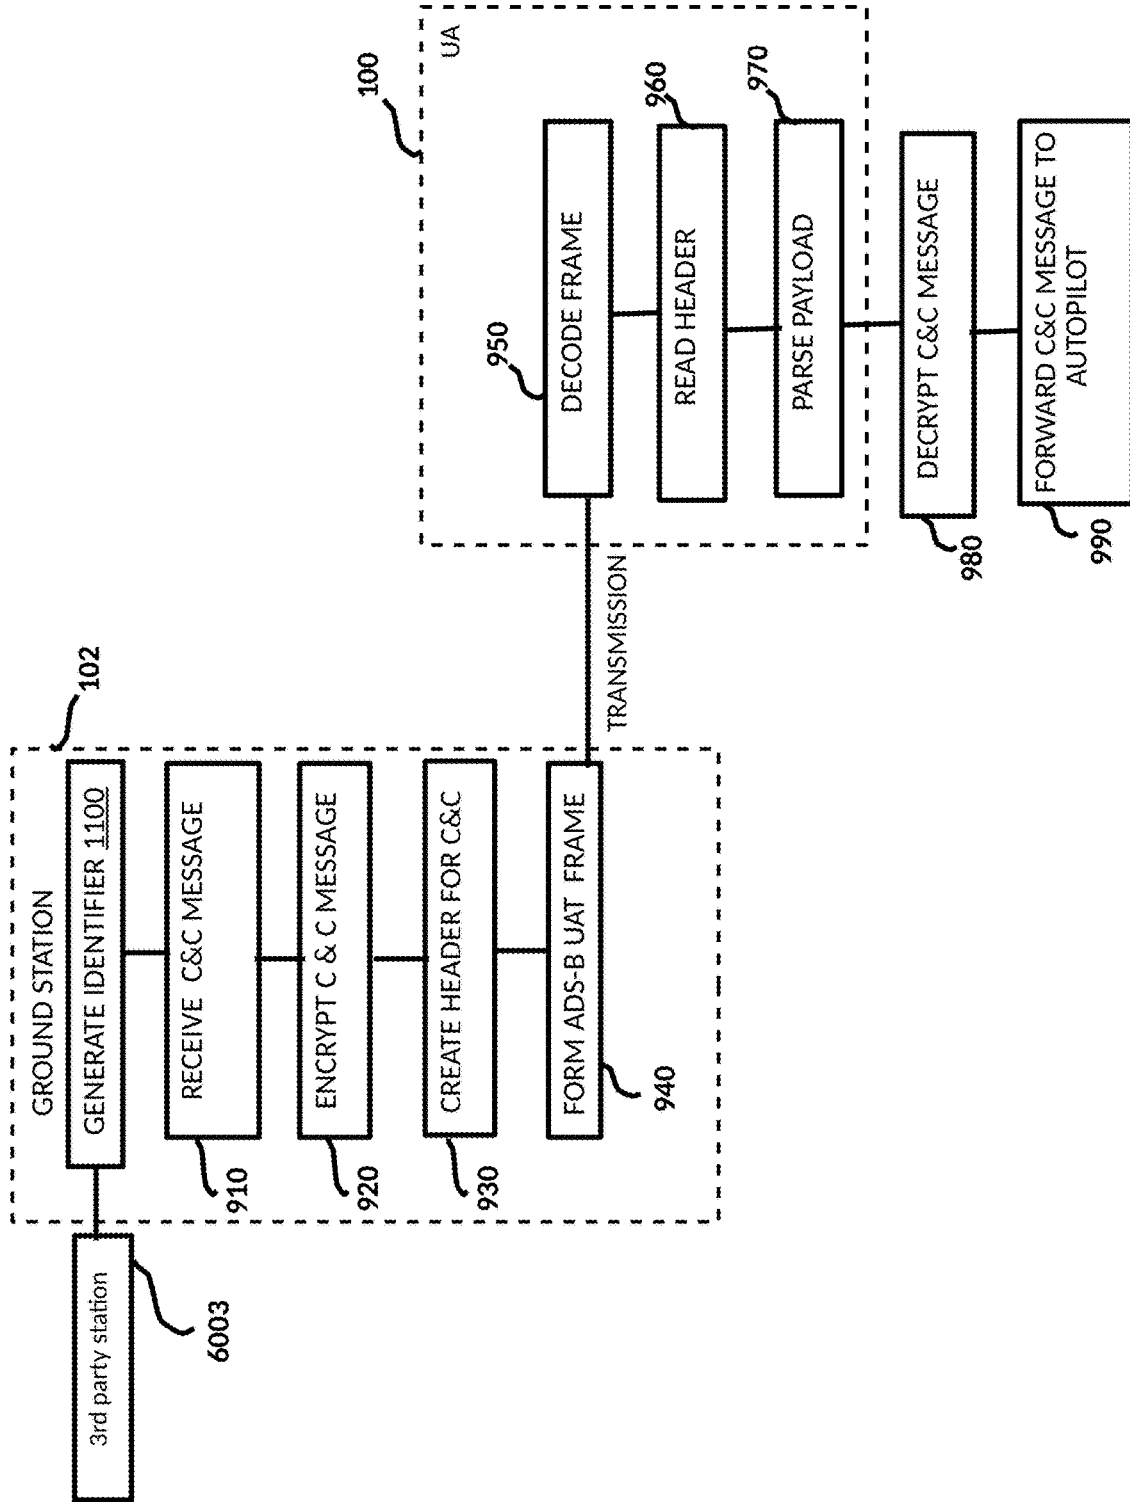 3rd party station
6003
GROUND STATION
102
GENERATE IDENTIFIER 1100
RECEIVE C&C MESSAGE
910
ENCRYPT C & C MESSAGE
920
CREATE HEADER FOR C&C
930
FORM ADS-B UAT FRAME
940
TRANSMISSION
100
UA
950
DECODE FRAME
960
READ HEADER
970
PARSE PAYLOAD
DECRYPT C&C MESSAGE
980
FORWARD C&C MESSAGE TO
AUTOPILOT
990